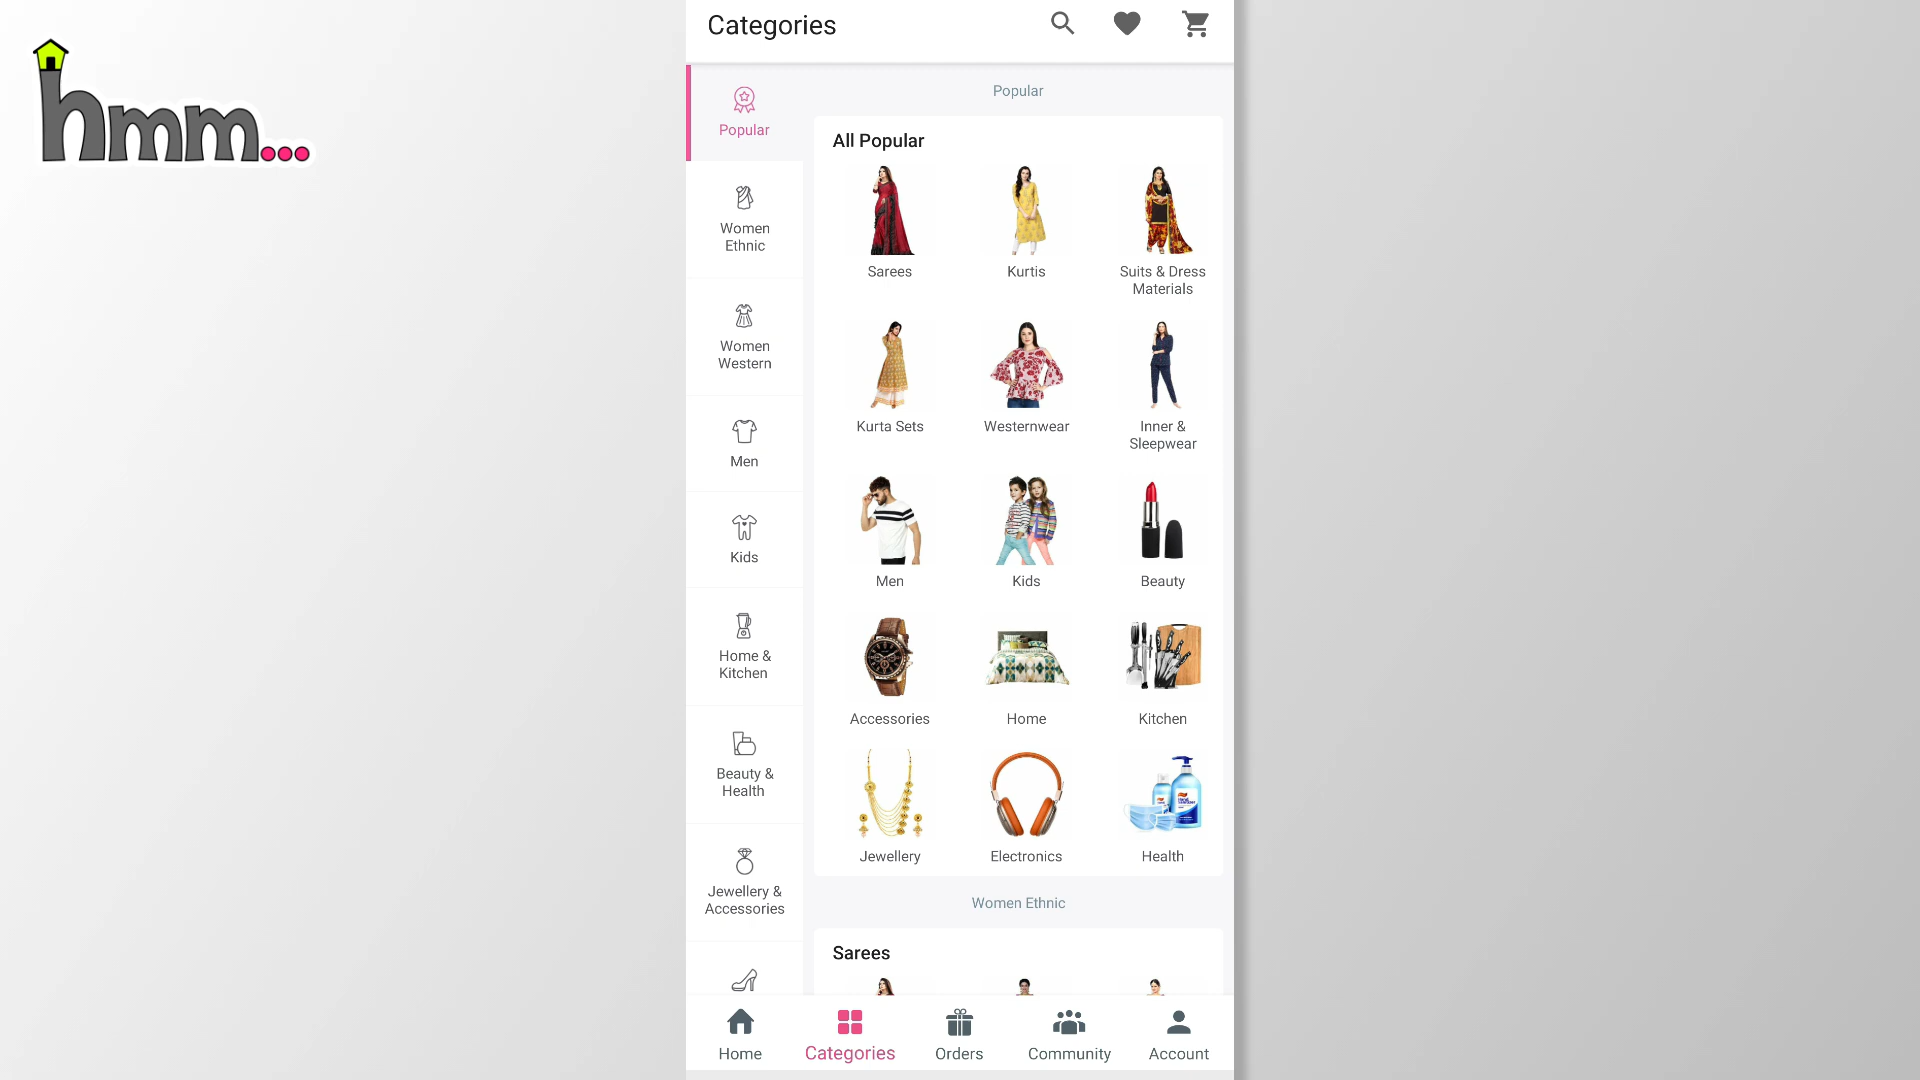 hmm...
Categories
Popular
Women
Ethnic
Women
Western
Men
Kids
Home &
Kitchen
Beauty &
Health
Jewellery &
Accessories
Popular
All Popular
Sarees
Kurtis
Suits & Dress
Materials
Kurta Sets
Westernwear
Inner &
Sleepwear
Men
Kids
Beauty
Accessories
Home
Kitchen
Jewellery
Electronics
Health
Women Ethnic
Sarees
Home
Categories
Orders
Community
Account